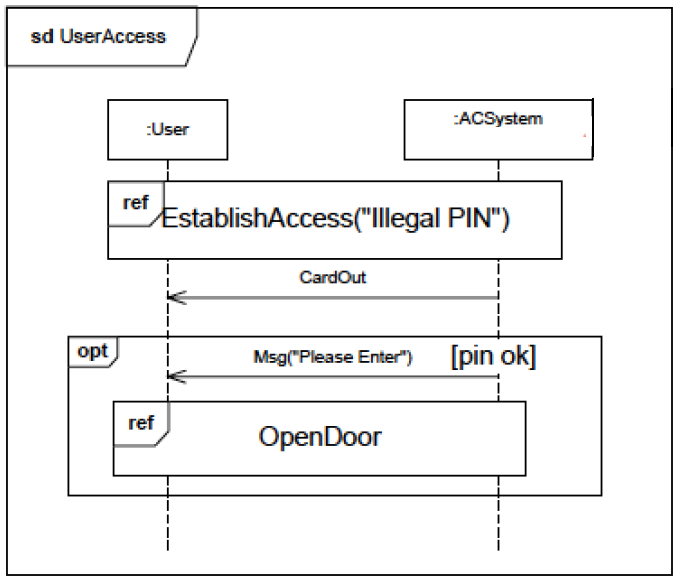 sd UserAccess
:User
:ACSystem
ref
EstablishAccess("Illegal PIN")
CardOut
opt
Msg("Please Enter")
[pin ok]
ref
OpenDoor